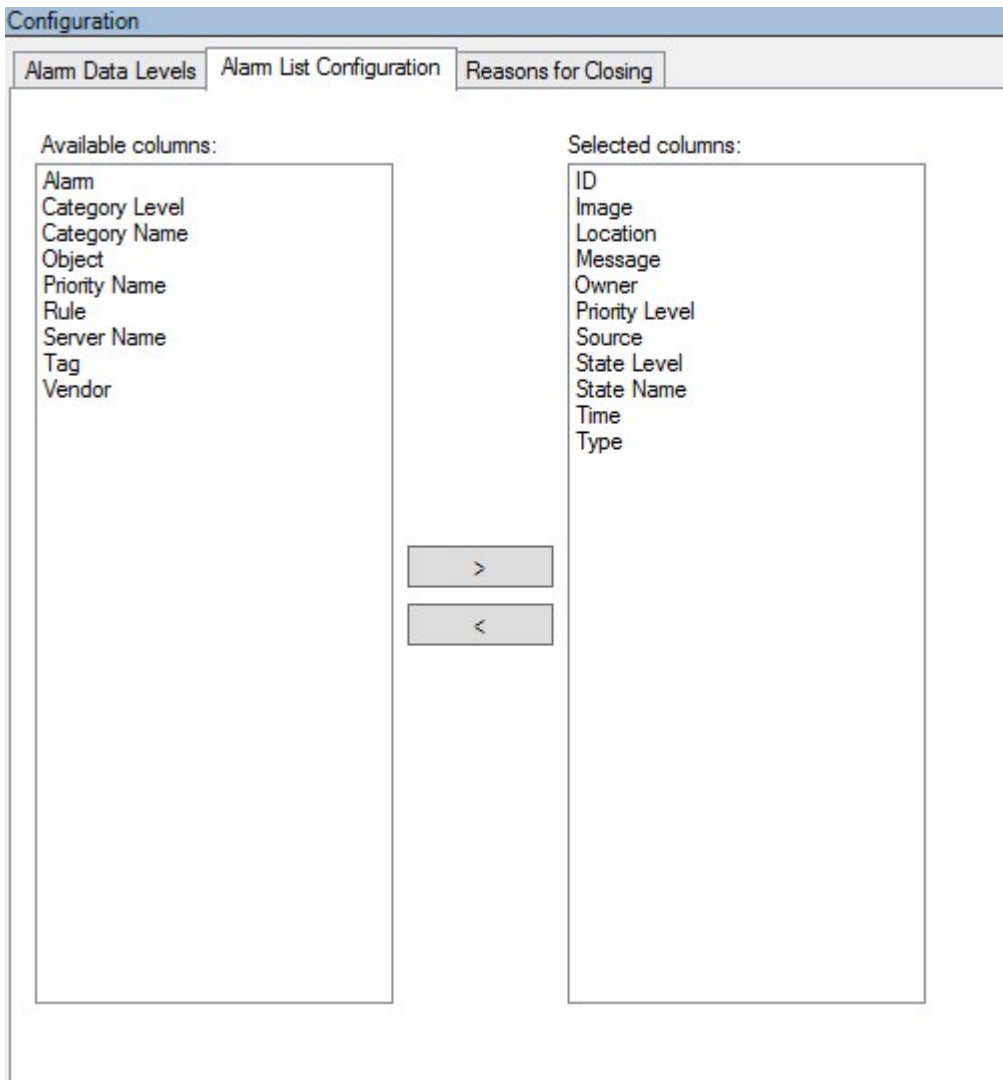 Configuration
Alarm Data Levels
Alarm List Configuration
Reasons for Closing
Available columns:
Alarm
Category Level
Category Name
Object
Priority Name
Rule
Server Name
Tag
Vendor
>
<
Selected columns:
ID
Image
Location
Message
Owner
Priority Level
Source
State Level
State Name
Time
Type